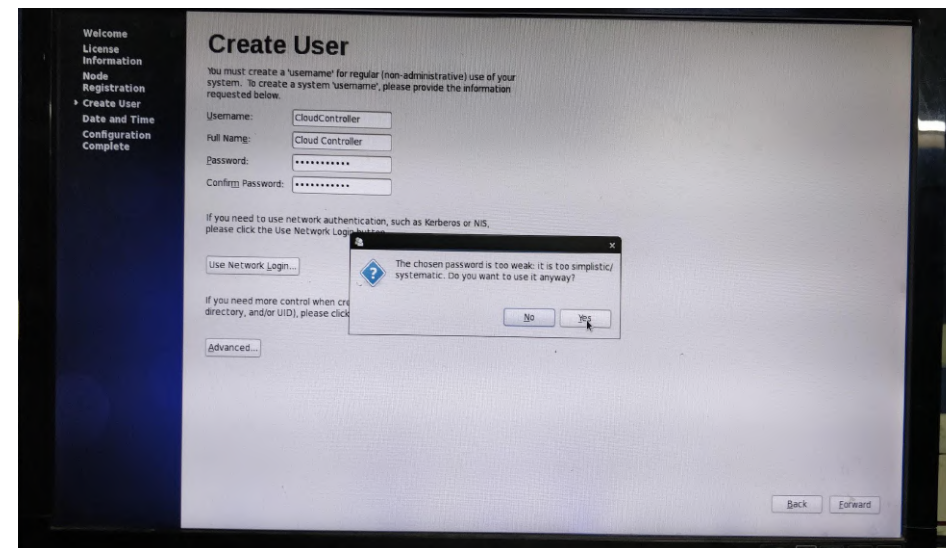 Welcome
License
Information
Node
Registration
Create User
Date and Time
Configuration
Complete
Create User
You must create a 'username' for regular (non-administrative) use of your
system. To create a system 'username', please provide the information
requested below.
Username:
CloudController
Full Name:
Cloud Controller
Password:
•••••••••••
Confirm Password:
•••••••••••
If you need to use network authentication, such as Kerberos or NIS,
please click the Use Network Login button.
Use Network Login...
The chosen password is too weak: it is too simplistic/
systematic. Do you want to use it anyway?
No
Yes
If you need more control when cre
directory, and/or UID), please click
Advanced...
Back
Forward